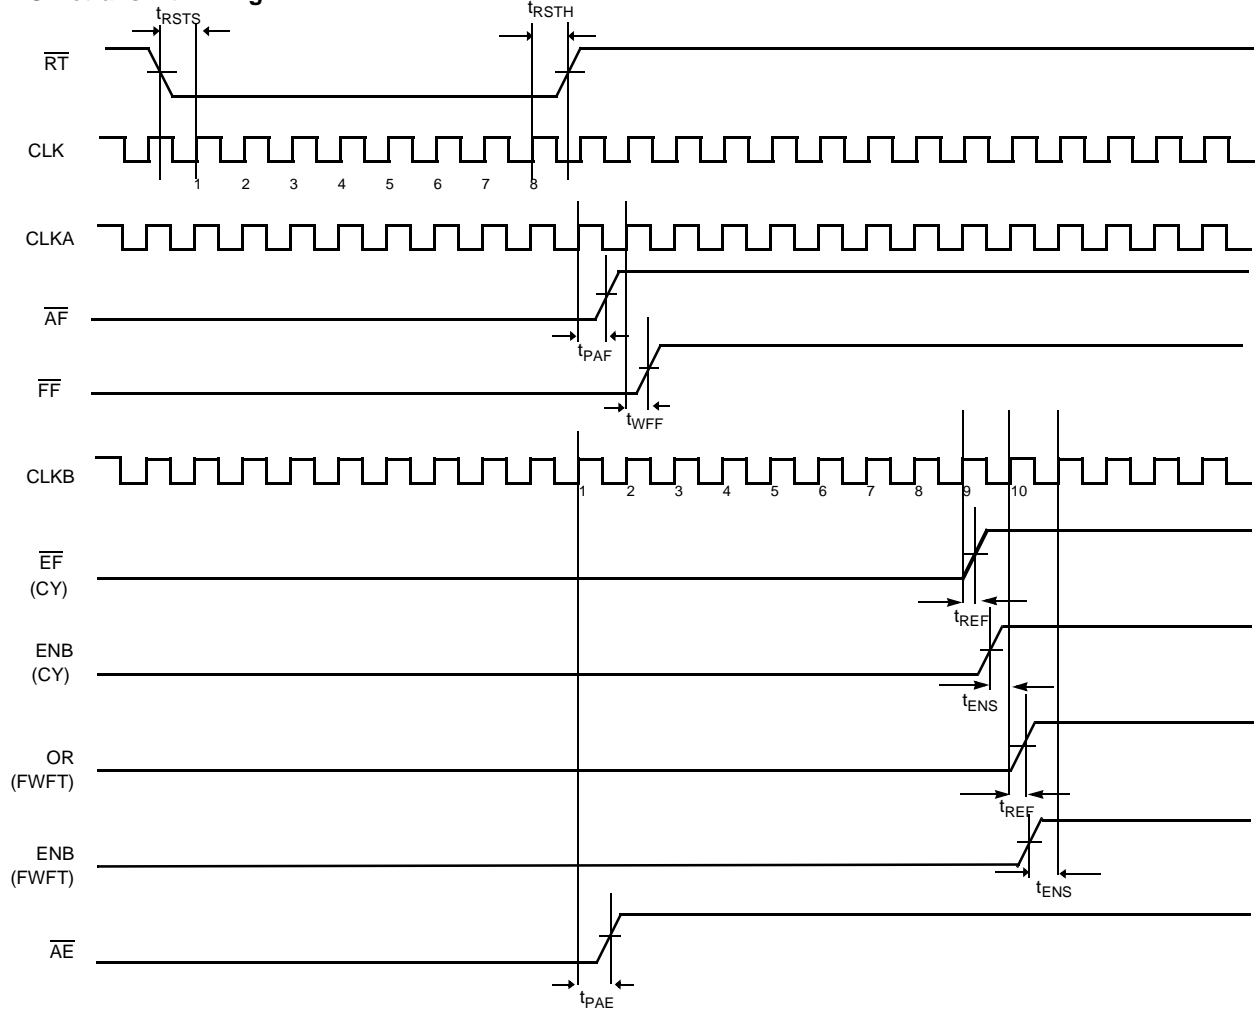 tRSTS
tRSTH
RT
CLK
1 2 3 4 5 6 7 8
CLKA
AF
tPAF
FF
tWFF
CLKB
1 2 3 4 5 6 7 8 9 10
EF
(CY)
tREF
ENB
(CY)
tENS
OR
(FWFT)
tREF
ENB
(FWFT)
tENS
AE
tPAE